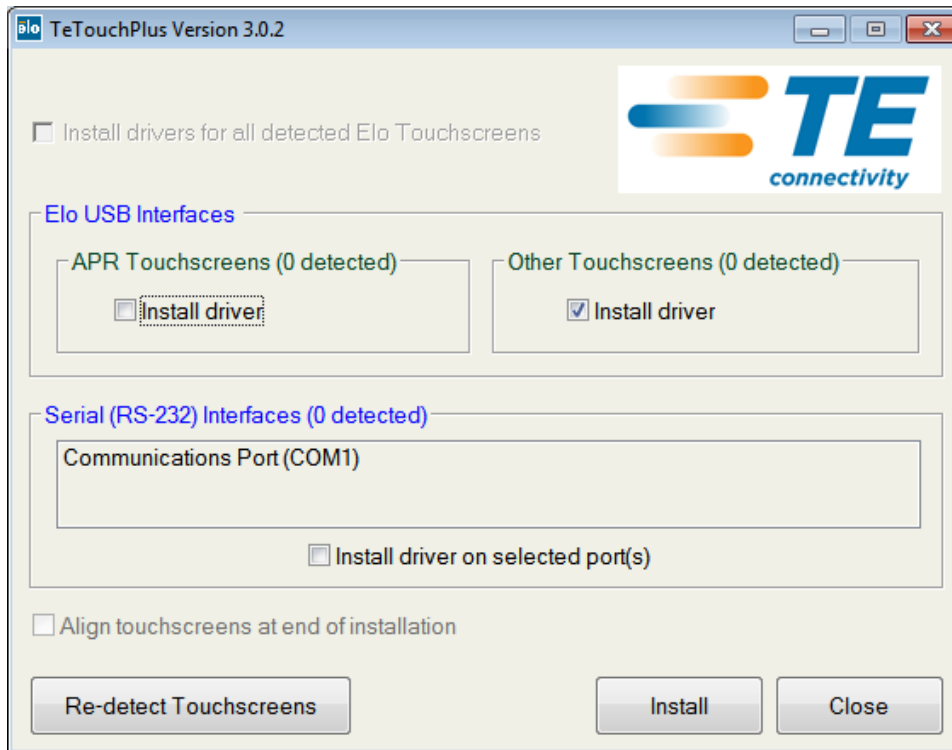 elo TeTouchPlus Version 3.0.2
Install drivers for all detected Elo Touchscreens
TE
connectivity
Elo USB Interfaces
APR Touchscreens (0 detected)
Other Touchscreens (0 detected)
Install driver
Install driver
Serial (RS-232) Interfaces (0 detected)
Communications Port (COM1)
Install driver on selected port(s)
Align touchscreens at end of installation
Re-detect Touchscreens
Install
Close